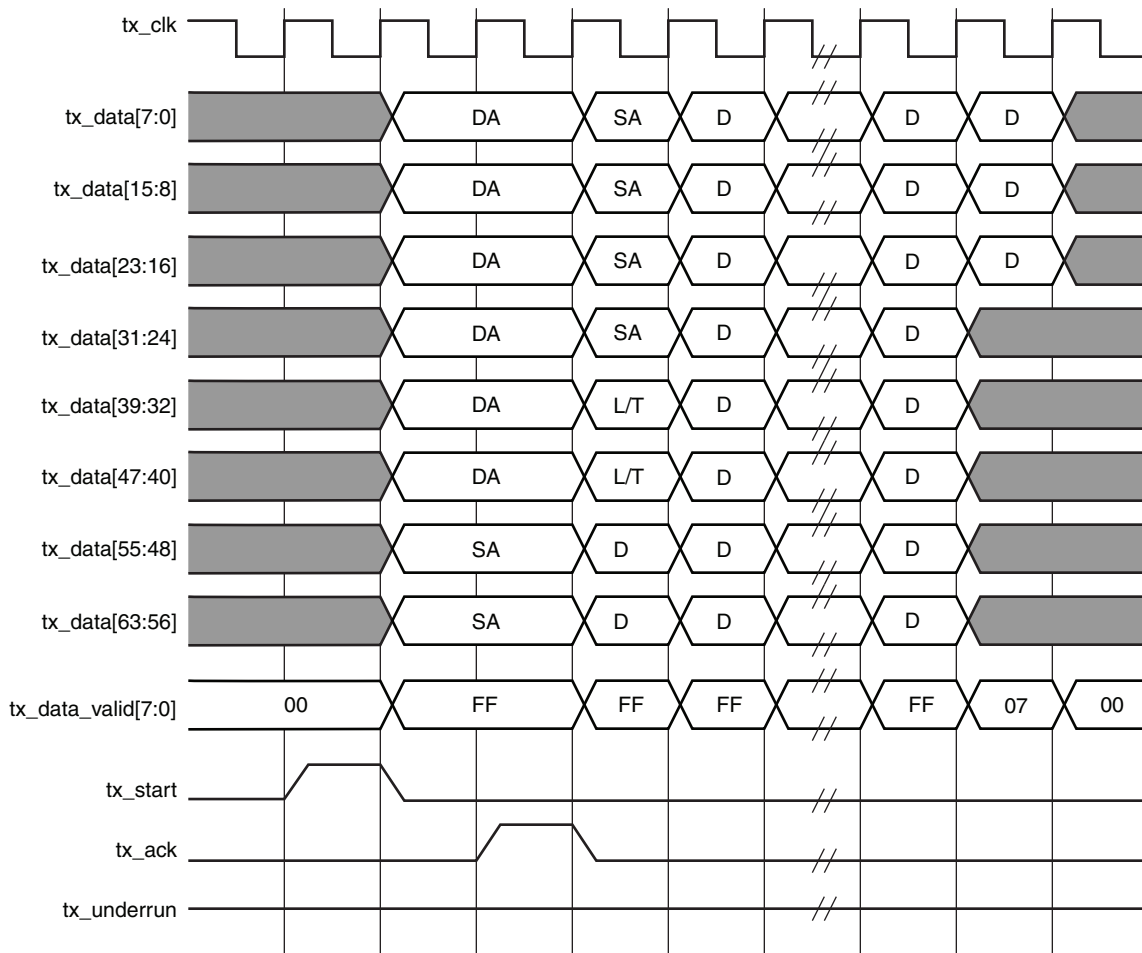 tx_clk
tx_data[7:0] DA SA D D D
tx_data[15:8] DA SA D D D
tx_data[23:16] DA SA D D D
tx_data[31:24] DA SA D D
tx_data[39:32] DA L/T D D
tx_data[47:40] DA L/T D D
tx_data[55:48] SA D D D
tx_data[63:56] SA D D D
tx_data_valid[7:0] 00 FF FF FF FF 07 00
tx_start
tx_ack
tx_underrun